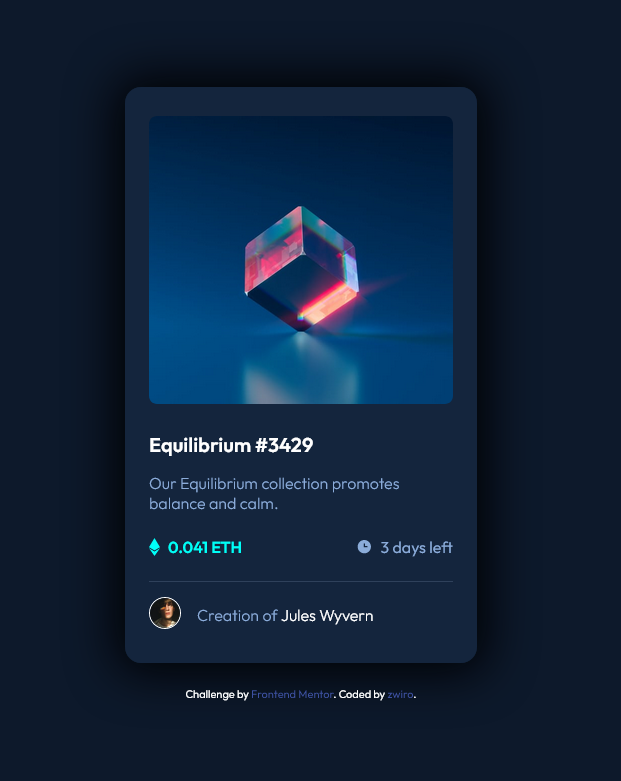 Equilibrium #3429
Our Equilibrium collection promotes
balance and calm.
0.041 ETH
3 days left
Creation of Jules Wyvern
Challenge by Frontend Mentor. Coded by zwiro.